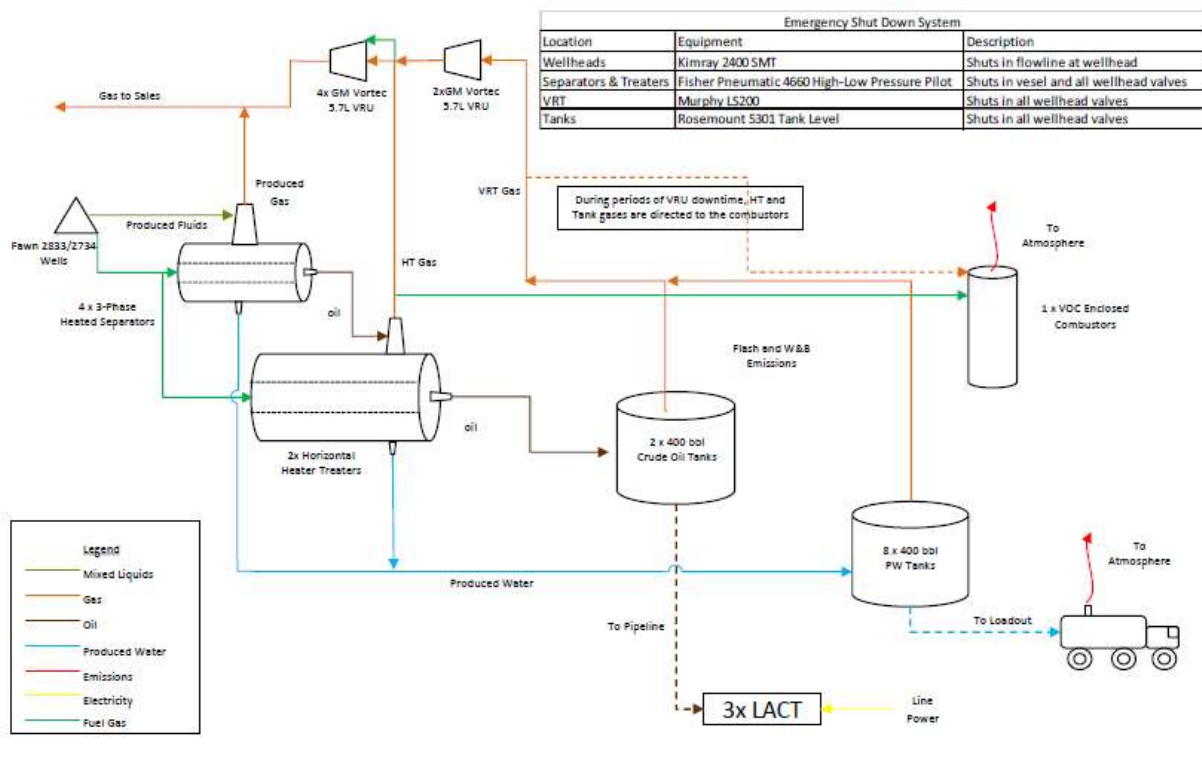 Emergency Shut Down System
Location Equipment Description
Wellheads Kimray 2400 SMT Shuts in flowline at wellhead
Separators & Treaters Fisher Pneumatic 4660 High-Low Pressure Pilot Shuts in vessel and all wellhead valves
VRT Murphy LS200 Shuts in all wellhead valves
Tanks Rosemount 5301 Tank Level Shuts in all wellhead valves
Gas to Sales
4x GM Vortec
5.7L VRU
2xGM Vortec
5.7L VRU
Produced
Gas
VRT Gas
During periods of VRU downtime, HT and
Tank gases are directed to the combustors
To
Atmosphere
Produced Fluids
Fawn 2833/2734
Wells
HT Gas
4 x 3-Phase
Heated Separators
oil
1 x VOC Enclosed
Combustors
Flash and W&B
Emissions
oil
2x Horizontal
Heater Treaters
2 x 400 bbl
Crude Oil Tanks
8 x 400 bbl
PW Tanks
To
Atmosphere
Legend
Mixed Liquids
Gas
Oil
Produced Water
Emissions
Electricity
Fuel Gas
Produced Water
To Pipeline
To Loadout
3x LACT
Line
Power